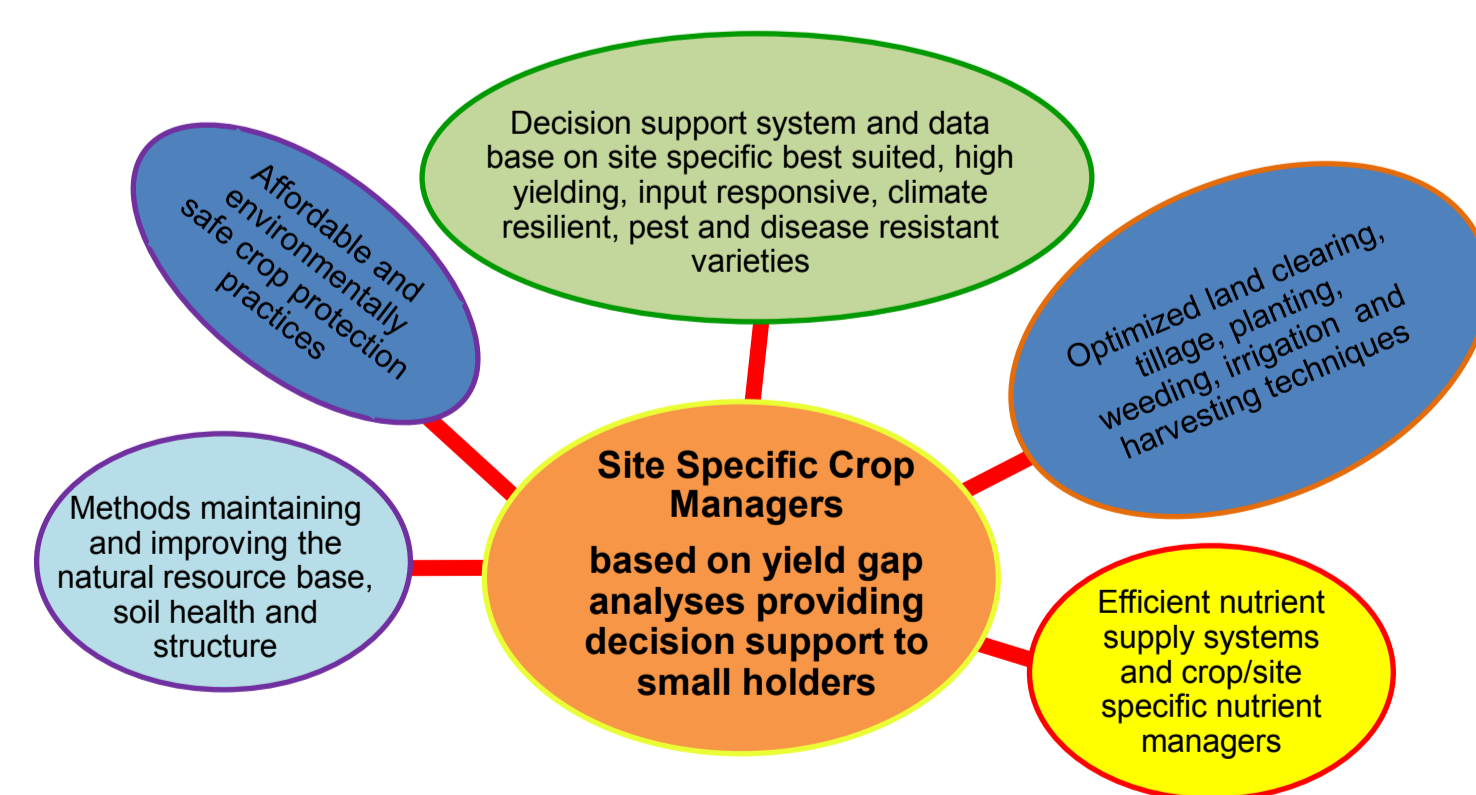 Decision support system and data
base on site specific best suited, high
yielding, input responsive, climate
resilient, pest and disease resistant
varieties
Affordable and
environmentally
safe crop protection
practices
Optimized land clearing,
tillage, planting,
weeding, irrigation and
harvesting techniques
Site Specific Crop
Managers
based on yield gap
analyses providing
decision support to
small holders
Methods maintaining
and improving the
natural resource base,
soil health and
structure
Efficient nutrient
supply systems
and crop/site
specific nutrient
managers